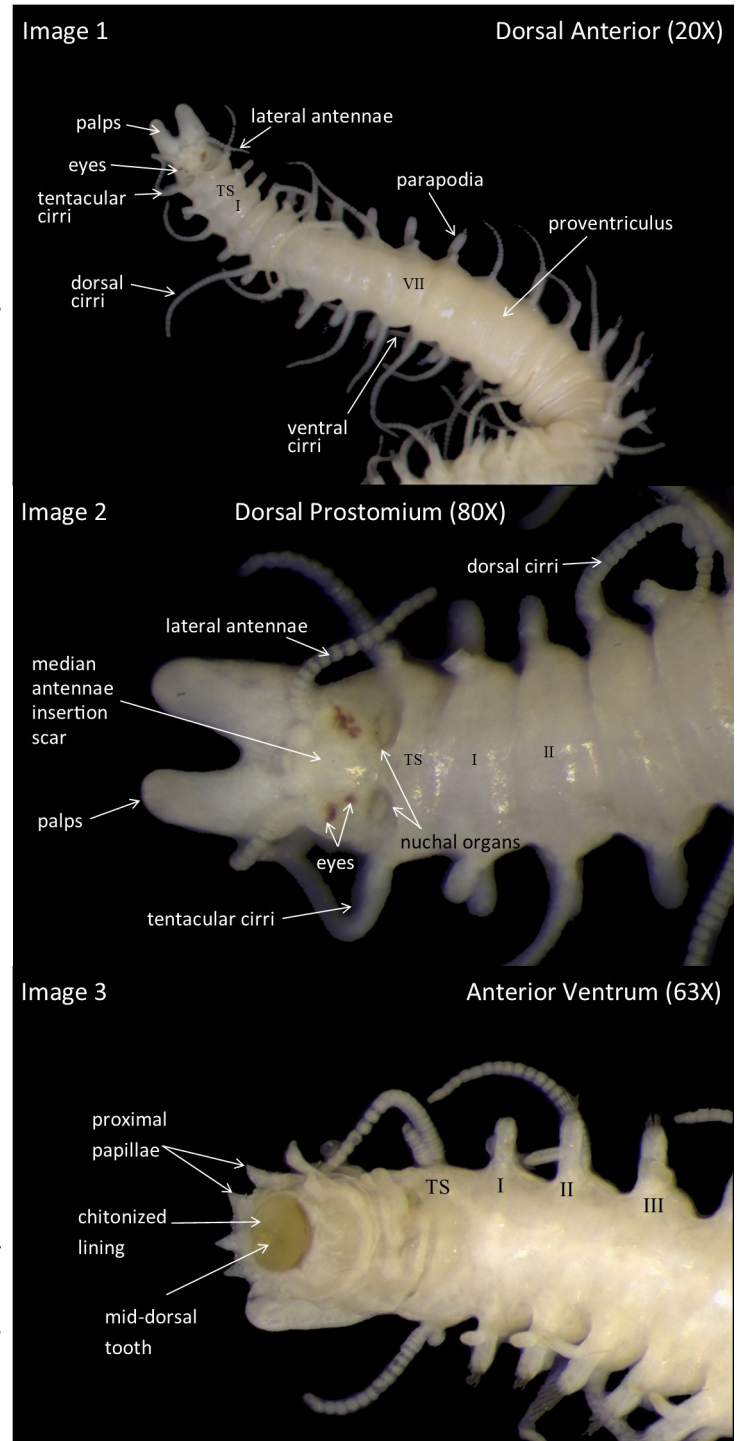 Image 1
Dorsal Anterior (20X)
palps
lateral antennae
eyes
parapodia
tentacular
cirri
TS
I
proventriculus
dorsal
cirri
VII
ventral
cirri
Image 2
Dorsal Prostomium (80X)
dorsal cirri
lateral antennae
median
antennae
insertion
scar
TS
I
II
palps
nuchal organs
eyes
tentacular cirri
Image 3
Anterior Ventrum (63X)
proximal
papillae
TS
I
II
III
chitonized
lining
mid-dorsal
tooth